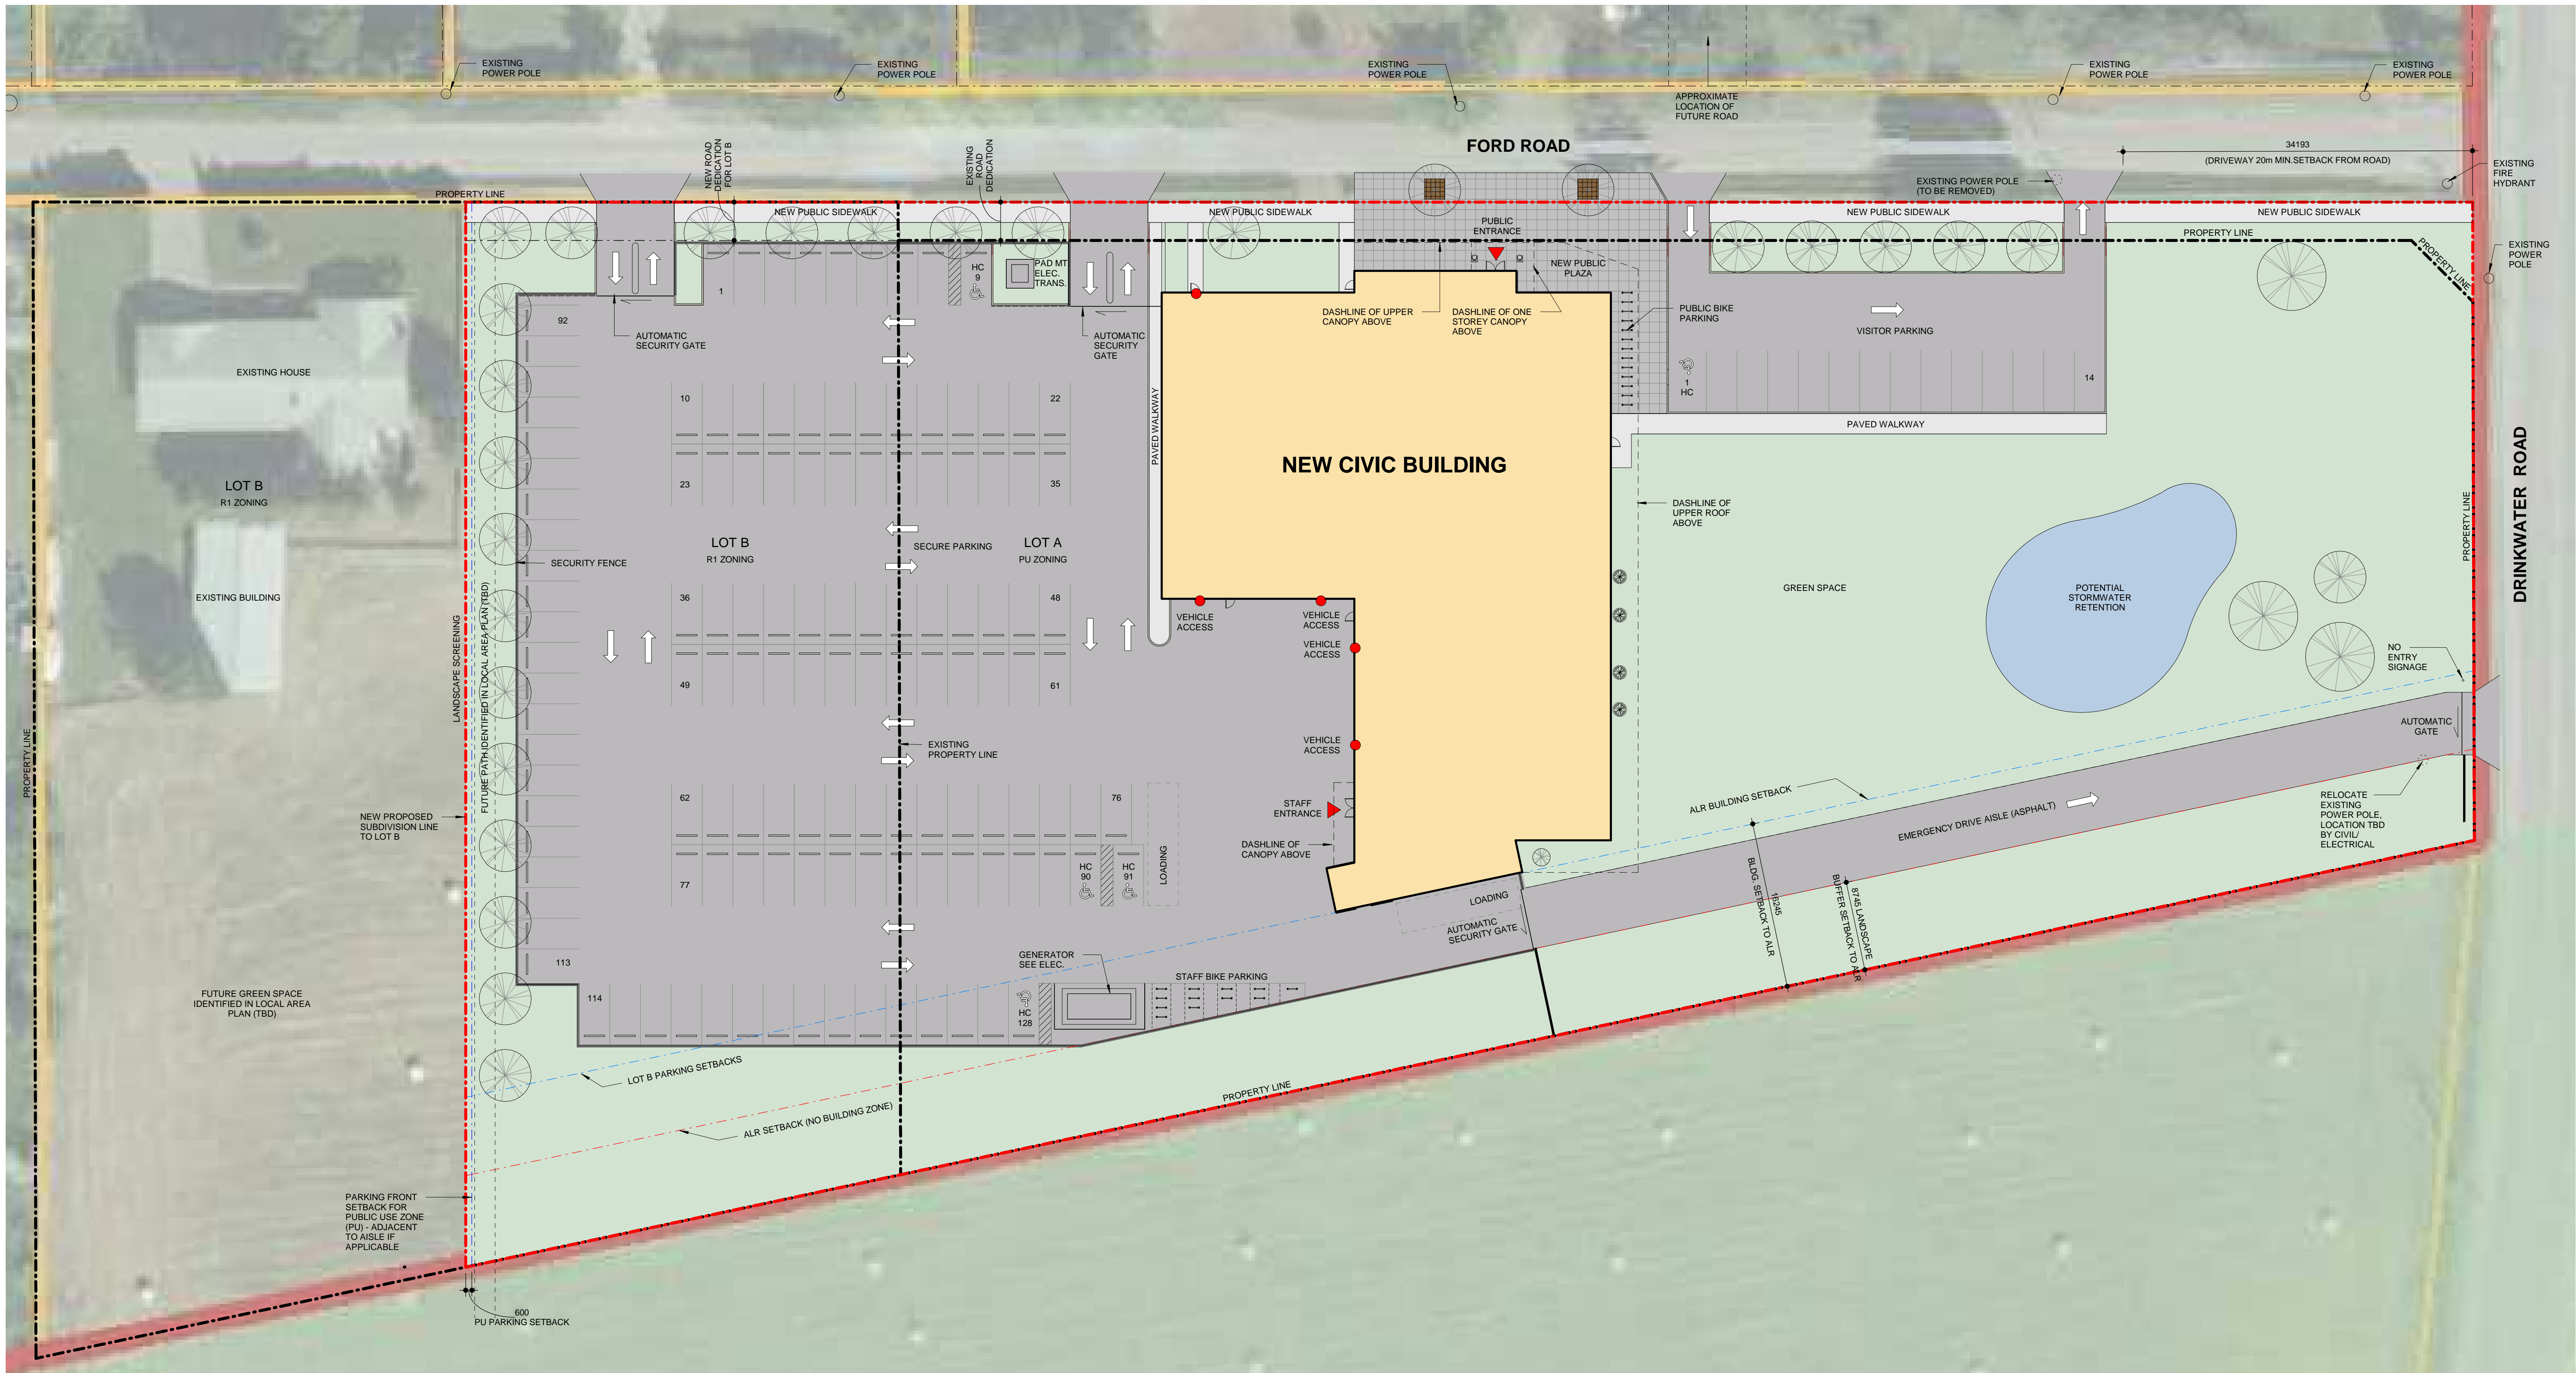 EXISTING
POWER POLE
EXISTING
POWER POLE
EXISTING
POWER POLE
EXISTING
POWER POLE
EXISTING
POWER POLE
APPROXIMATE
LOCATION OF
FUTURE ROAD
FORD ROAD
34193
(DRIVEWAY 20m MIN.SETBACK FROM ROAD)
EXISTING
FIRE
HYDRANT
NEW ROAD
DEDICATION
FOR LOT B
EXISTING
ROAD
DEDICATION
EXISTING POWER POLE
(TO BE REMOVED)
PROPERTY LINE
NEW PUBLIC SIDEWALK
NEW PUBLIC SIDEWALK
NEW PUBLIC SIDEWALK
NEW PUBLIC SIDEWALK
PUBLIC
ENTRANCE
PROPERTY LINE
PROPERTY LINE
EXISTING
POWER
POLE
NEW PUBLIC
PLAZA
HC
9
PAD MT
ELEC.
TRANS.
1
92
AUTOMATIC
SECURITY GATE
AUTOMATIC
SECURITY
GATE
DASHLINE OF UPPER
CANOPY ABOVE
DASHLINE OF ONE
STOREY CANOPY
ABOVE
PUBLIC BIKE
PARKING
VISITOR PARKING
EXISTING HOUSE
1
HC
14
10
22
PAVED WALKWAY
PAVED WALKWAY
NEW CIVIC BUILDING
DRINKWATER ROAD
LOT B
R1 ZONING
23
35
DASHLINE OF
UPPER ROOF
ABOVE
PROPERTY LINE
LOT B
R1 ZONING
SECURE PARKING
LOT A
PU ZONING
SECURITY FENCE
EXISTING BUILDING
36
48
GREEN SPACE
POTENTIAL
STORMWATER
RETENTION
VEHICLE
ACCESS
VEHICLE
ACCESS
VEHICLE
ACCESS
LANDSCAPE SCREENING
FUTURE PATH IDENTIFIED IN LOCAL AREA PLAN (TBD)
49
61
NO
ENTRY
SIGNAGE
AUTOMATIC
GATE
PROPERTY LINE
EXISTING
PROPERTY LINE
VEHICLE
ACCESS
62
76
STAFF
ENTRANCE
ALR BUILDING SETBACK
EMERGENCY DRIVE AISLE (ASPHALT)
RELOCATE
EXISTING
POWER POLE,
LOCATION TBD
BY CIVIL/
ELECTRICAL
NEW PROPOSED
SUBDIVISION LINE
TO LOT B
DASHLINE OF
CANOPY ABOVE
LOADING
77
HC
90
HC
91
16245
BLDG. SETBACK TO ALR
8745 LANDSCAPE
BUFFER SETBACK TO ALR
LOADING
AUTOMATIC
SECURITY GATE
113
GENERATOR
SEE ELEC.
STAFF BIKE PARKING
FUTURE GREEN SPACE
IDENTIFIED IN LOCAL AREA
PLAN (TBD)
114
HC
128
LOT B PARKING SETBACKS
PROPERTY LINE
ALR SETBACK (NO BUILDING ZONE)
PARKING FRONT
SETBACK FOR
PUBLIC USE ZONE
(PU) - ADJACENT
TO AISLE IF
APPLICABLE
600
PU PARKING SETBACK